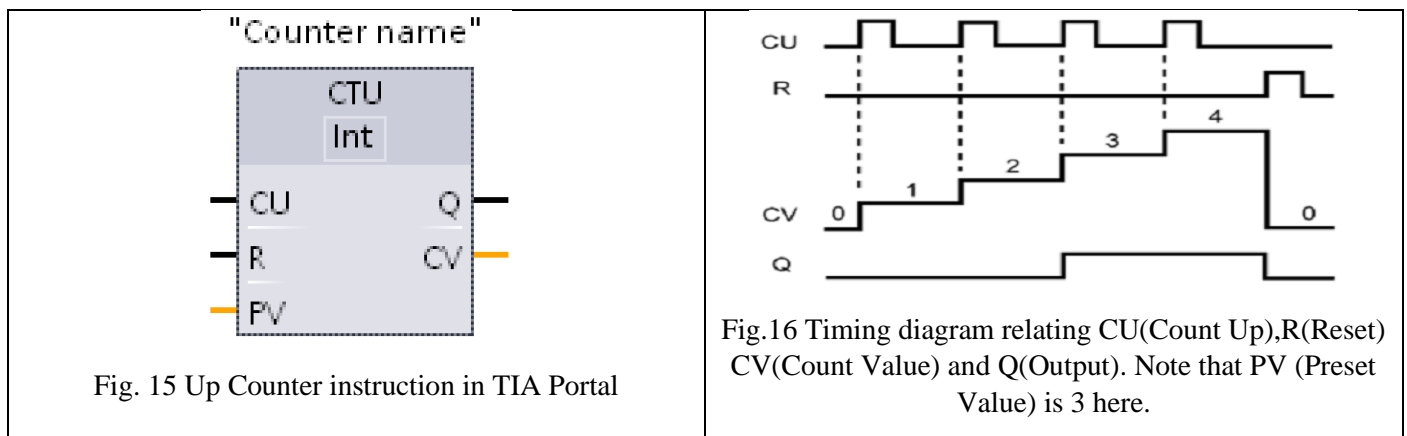 "Counter name"
CTU
Int
CU Q
R CV
PV
Fig. 15 Up Counter instruction in TIA Portal
CU
R
4
3
2
1
CV 0 0
Q
Fig.16 Timing diagram relating CU(Count Up),R(Reset)
CV(Count Value) and Q(Output). Note that PV (Preset
Value) is 3 here.